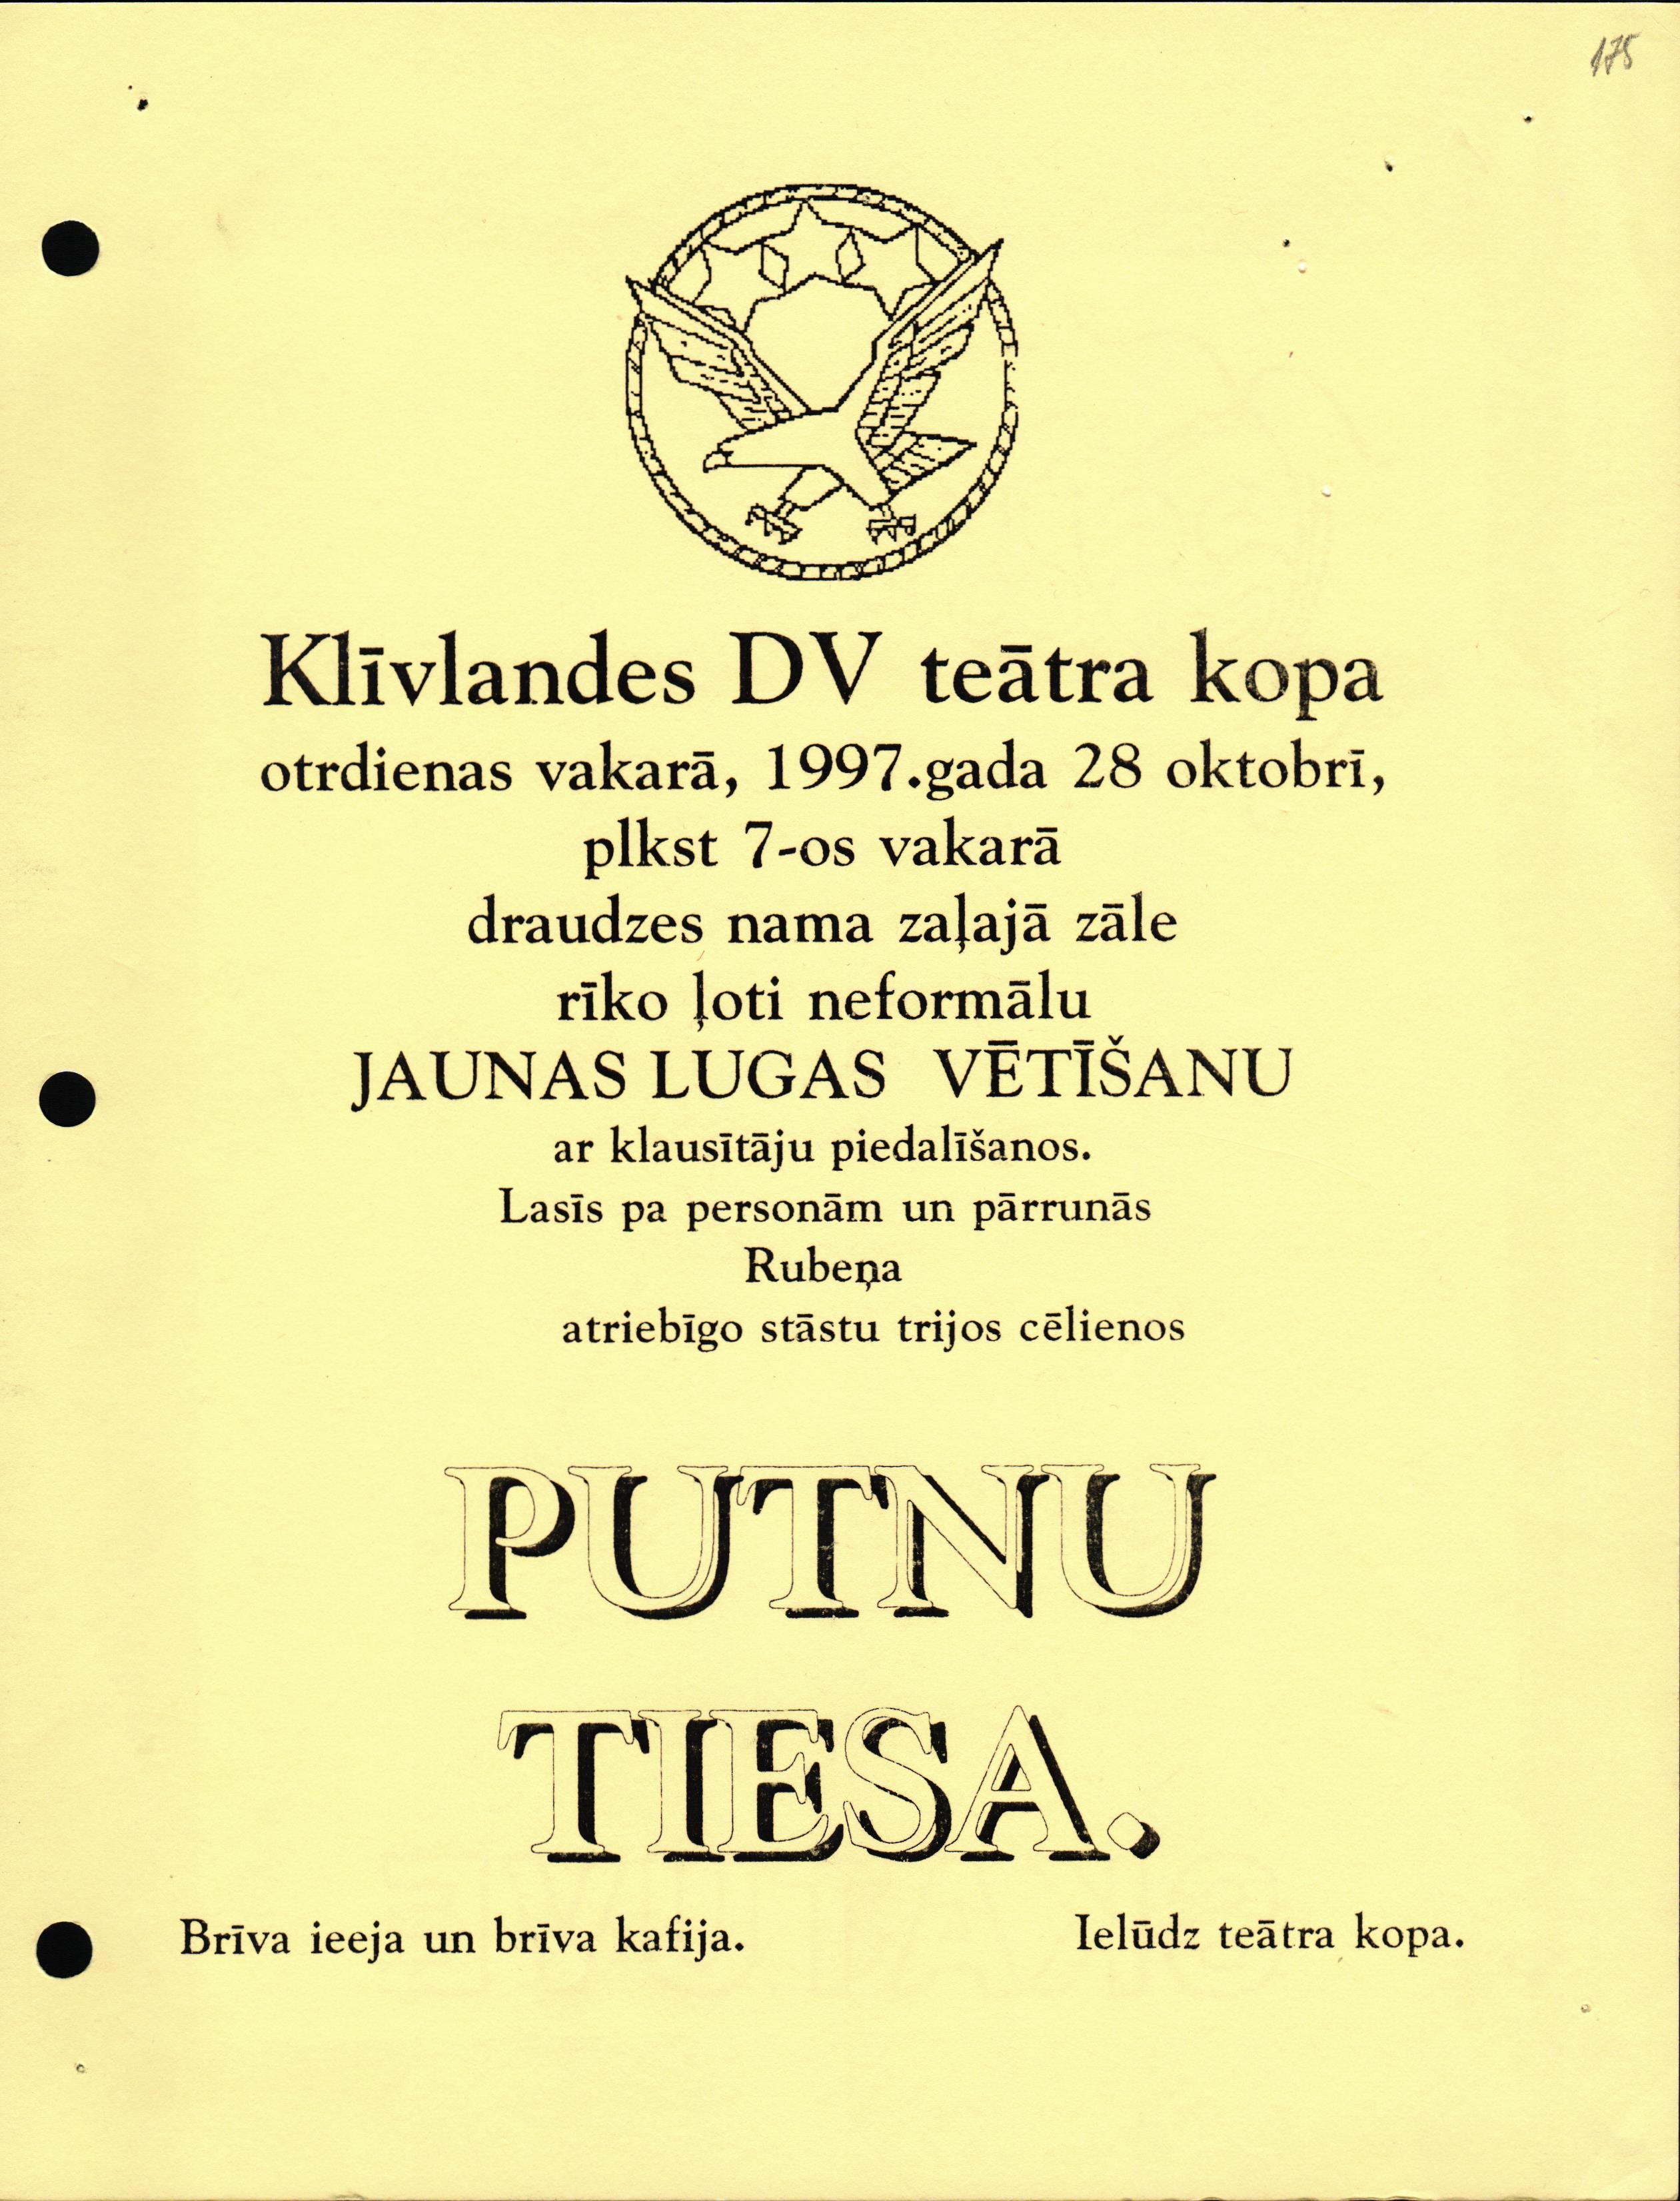 175
Klīvlandes DV teātra kopa
otrdienas vakarā, 1997.gada 28 oktobrī,
plkst 7-os vakarā
draudzes nama zaļajā zāle
rīko ļoti neformālu
JAUNAS LUGAS VĒTĪŠANU
ar klausītāju piedalīšanos.
Lasīs pa personām un pārrunās
Rubeņa
atriebīgo stāstu trijos cēlienos
PUTNU
TIESA.
Brīva ieeja un brīva kafija. Ielūdz teātra kopa.